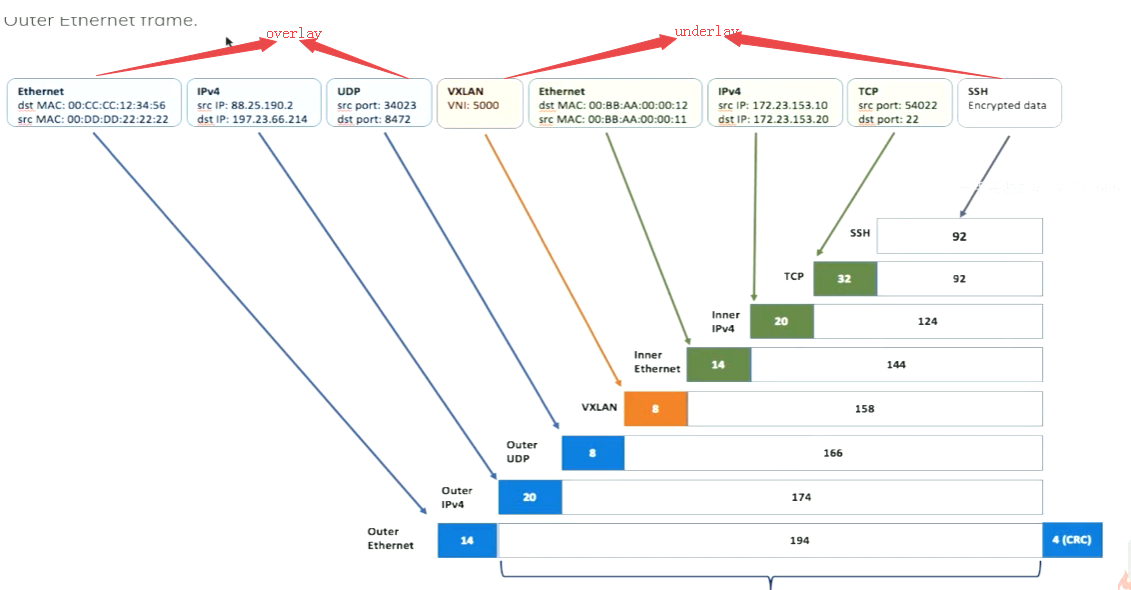 Outer Ethernet frame.
overlay
underlay
Ethernet
dst MAC: 00:CC:CC:12:34:56
src MAC: 00:DD:DD:22:22:22
IPv4
src IP: 88.25.190.2
dst IP: 197.23.66.214
UDP
src port: 34023
dst port: 8472
VXLAN
VNI: 5000
Ethernet
dst MAC: 00:BB:AA:00:00:12
src MAC: 00:BB:AA:00:00:11
IPv4
src IP: 172.23.153.10
dst IP: 172.23.153.20
TCP
src port: 54022
dst port: 22
SSH
Encrypted data
SSH
92
TCP
32
92
Inner
IPv4
20
124
Inner
Ethernet
14
144
VXLAN
8
158
Outer
UDP
8
166
Outer
IPv4
20
174
Outer
Ethernet
14
194
4 (CRC)